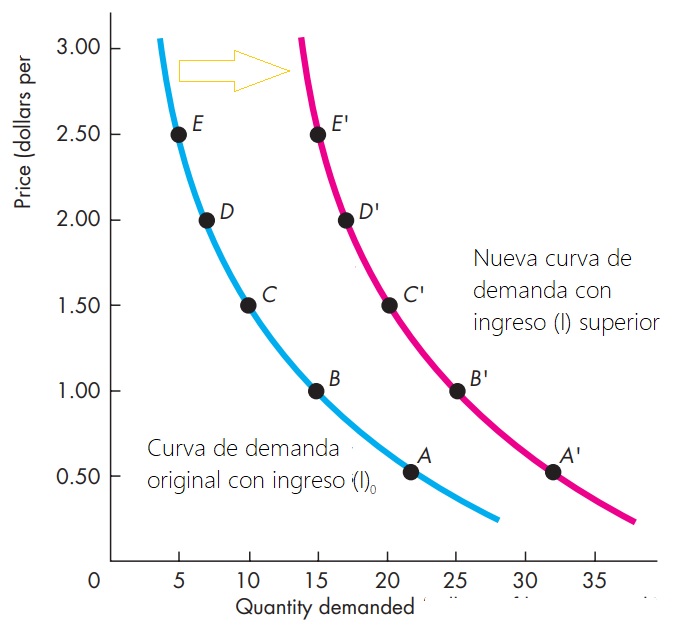 Price (dollars per
3.00
2.50
2.00
1.50
1.00
0.50
0
5
10
15
20
25
30
35
Quantity demanded
E
D
C
B
A
E'
D'
C'
B'
A'
Nueva curva de
demanda con
ingreso (I) superior
Curva de demanda
original con ingreso (I)₀